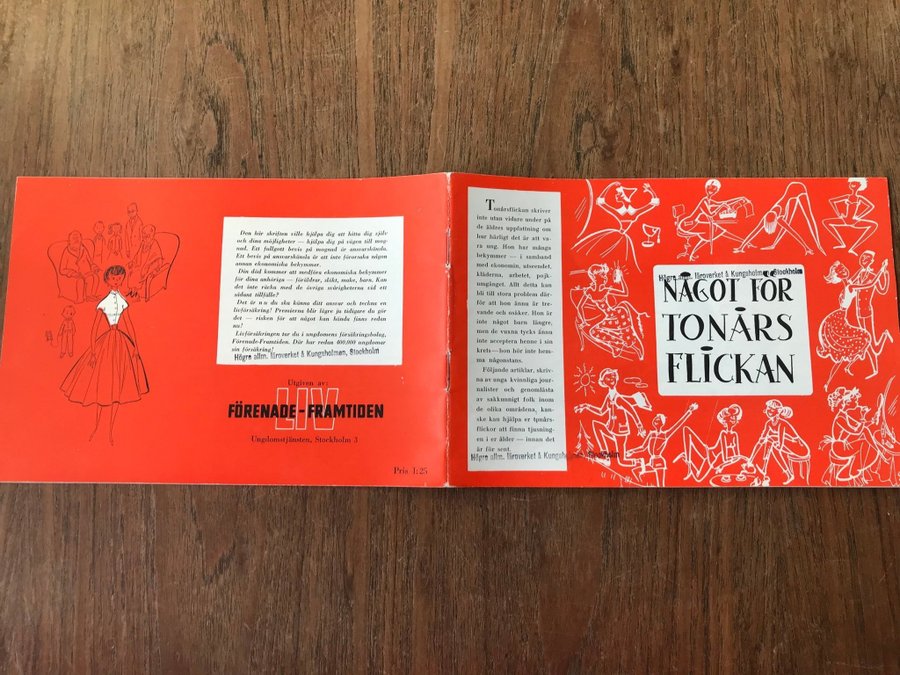 Den här skriften ville hjälpa dig att hitta dig själv
och dina möjligheter — hjälpa dig på vägen till mog-
nad. Ett fullgott bevis på mognad är ansvarskänsla.
Ett bevis på ansvarskänsla är att inte förorsaka någon
annan ekonomiska bekymmer.
Din död kommer att medföra ekonomiska bekymmer
för dina anhöriga — föräldrar, släkt, make, barn. Kan
det inte räcka med de övriga svårigheterna vid ett
sådant tillfälle?
Det är nu du ska känna ditt ansvar och teckna en
livförsäkring! Premierna blir lägre ju tidigare du gör
det — risken för att något kan hända finns redan
nu!
Livförsäkringen tar du i ungdomens försäkringsbolag,
Förenade-Framtiden. Där har redan 400.000 ungdomar
sin försäkring!
Högre allm. läroverket å Kungsholmen, Stockholm
Utgiven av:
LIV
FÖRENADE-FRAMTIDEN
Ungdomstjänsten, Stockholm 3
Pris 1:25
Tonårsflickan skriver
inte utan vidare under på
de äldres uppfattning om
hur härligt det är att va-
ra ung. Hon har många
bekymmer — i samband
med ekonomin, utseendet,
kläderna, arbetet, pojk-
umgänget. Allt detta kan
bli till stora problem där-
för att hon ännu är tre-
vande och osäker. Hon är
inte något barn längre,
men de vuxna tycks ännu
inte acceptera henne i sin
krets — hon hör inte hem-
ma någonstans.
Följande artiklar, skriv-
na av unga kvinnliga jour-
nalister och genomlästa
av sakkunnigt folk inom
de olika områdena, kan-
ske kan hjälpa er tonårs-
flickor att finna tjusning-
en i er ålder — innan det
är för sent.
Högre allm. läroverket å Kungsholmen, Stockholm
Högre allm. läroverket å Kungsholmen, Stockholm
NÅGOT FÖR
TONÅRS
FLICKAN